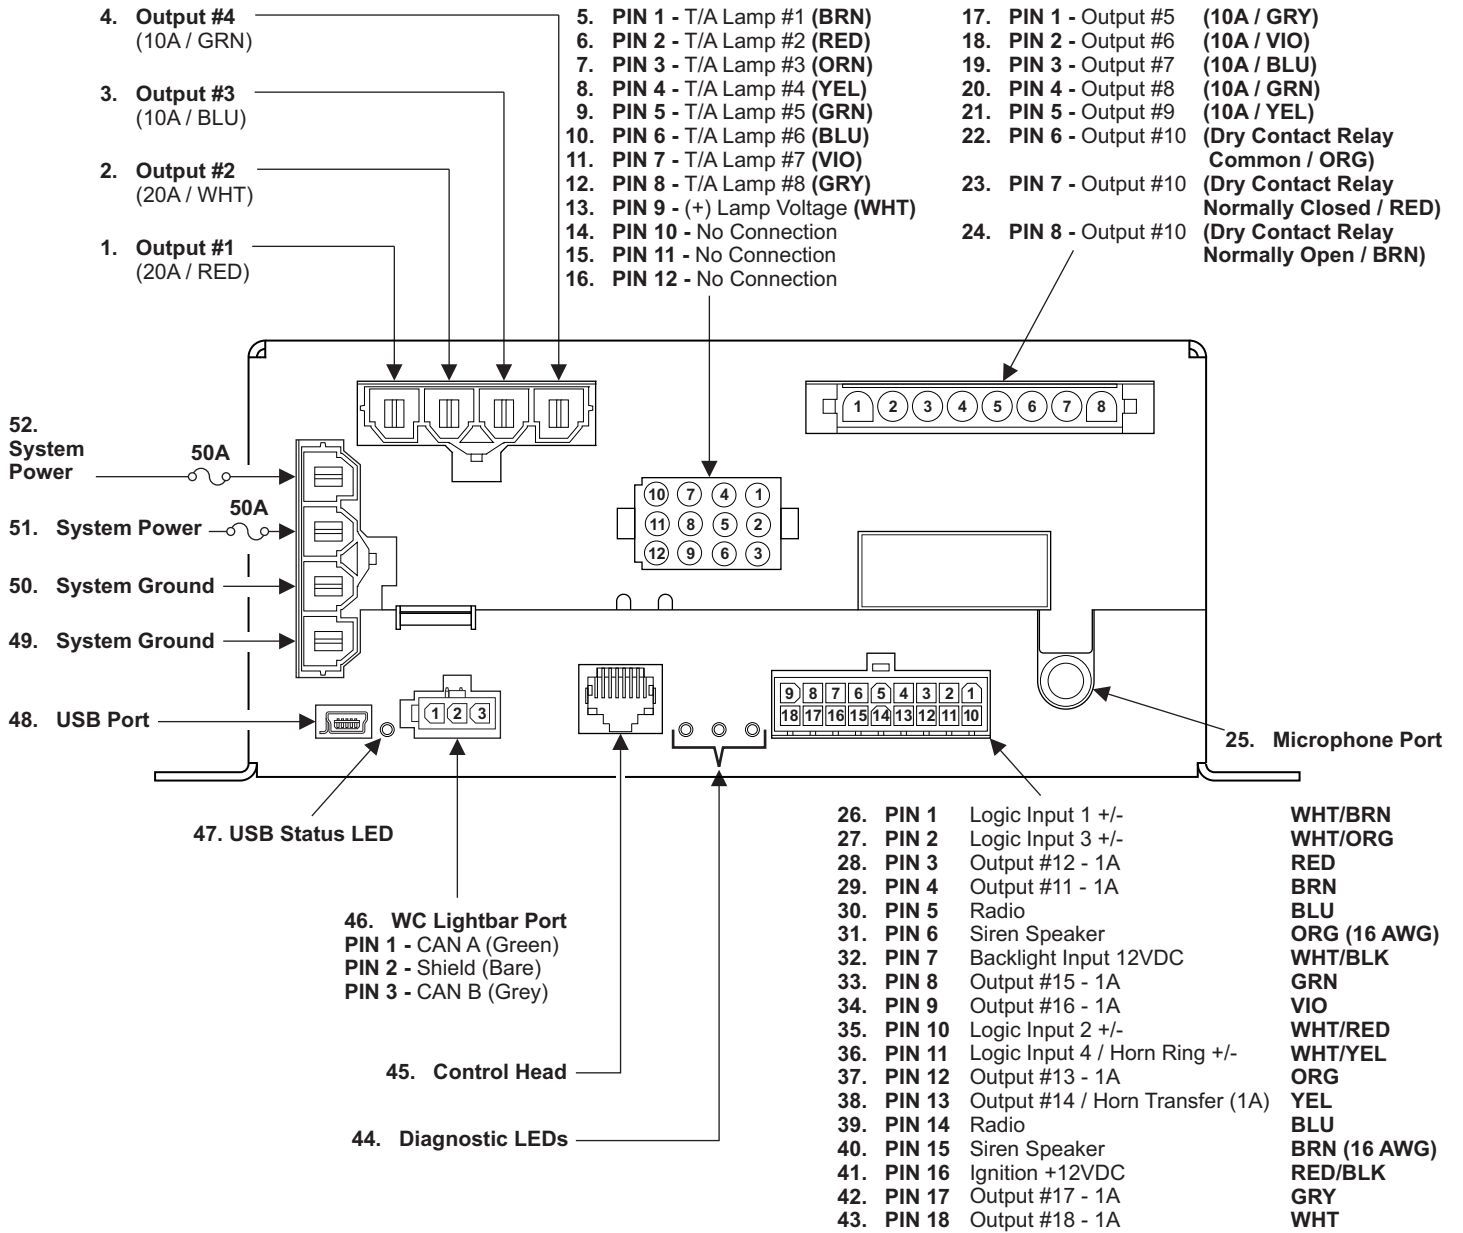 4. Output #4
(10A / GRN)
3. Output #3
(10A / BLU)
2. Output #2
(20A / WHT)
1. Output #1
(20A / RED)
5. PIN 1 - T/A Lamp #1 (BRN)
6. PIN 2 - T/A Lamp #2 (RED)
7. PIN 3 - T/A Lamp #3 (ORN)
8. PIN 4 - T/A Lamp #4 (YEL)
9. PIN 5 - T/A Lamp #5 (GRN)
10. PIN 6 - T/A Lamp #6 (BLU)
11. PIN 7 - T/A Lamp #7 (VIO)
12. PIN 8 - T/A Lamp #8 (GRY)
13. PIN 9 - (+) Lamp Voltage (WHT)
14. PIN 10 - No Connection
15. PIN 11 - No Connection
16. PIN 12 - No Connection
17. PIN 1 - Output #5 (10A / GRY)
18. PIN 2 - Output #6 (10A / VIO)
19. PIN 3 - Output #7 (10A / BLU)
20. PIN 4 - Output #8 (10A / GRN)
21. PIN 5 - Output #9 (10A / YEL)
22. PIN 6 - Output #10 (Dry Contact Relay
Common / ORG)
23. PIN 7 - Output #10 (Dry Contact Relay
Normally Closed / RED)
24. PIN 8 - Output #10 (Dry Contact Relay
Normally Open / BRN)
1 2 3 4 5 6 7 8
52.
System
Power
50A
51. System Power
50A
50. System Ground
49. System Ground
48. USB Port
10 7 4 1
11 8 5 2
12 9 6 3
1 2 3
9 8 7 6 5 4 3 2 1
18 17 16 15 14 13 12 11 10
25. Microphone Port
47. USB Status LED
46. WC Lightbar Port
PIN 1 - CAN A (Green)
PIN 2 - Shield (Bare)
PIN 3 - CAN B (Grey)
45. Control Head
44. Diagnostic LEDs
26. PIN 1 Logic Input 1 +/- WHT/BRN
27. PIN 2 Logic Input 3 +/- WHT/ORG
28. PIN 3 Output #12 - 1A RED
29. PIN 4 Output #11 - 1A BRN
30. PIN 5 Radio BLU
31. PIN 6 Siren Speaker ORG (16 AWG)
32. PIN 7 Backlight Input 12VDC WHT/BLK
33. PIN 8 Output #15 - 1A GRN
34. PIN 9 Output #16 - 1A VIO
35. PIN 10 Logic Input 2 +/- WHT/RED
36. PIN 11 Logic Input 4 / Horn Ring +/- WHT/YEL
37. PIN 12 Output #13 - 1A ORG
38. PIN 13 Output #14 / Horn Transfer (1A) YEL
39. PIN 14 Radio BLU
40. PIN 15 Siren Speaker BRN (16 AWG)
41. PIN 16 Ignition +12VDC RED/BLK
42. PIN 17 Output #17 - 1A GRY
43. PIN 18 Output #18 - 1A WHT